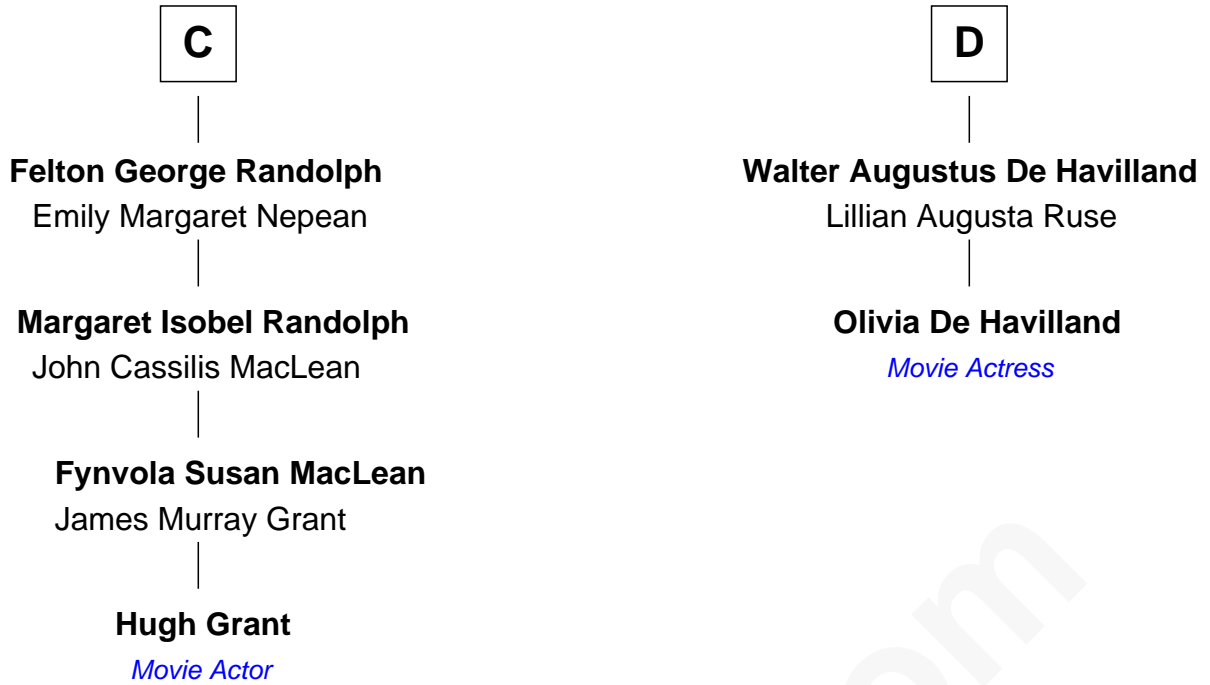 C
Felton George Randolph
Emily Margaret Nepean
Margaret Isobel Randolph
John Cassilis MacLean
Fynvola Susan MacLean
James Murray Grant
Hugh Grant
Movie Actor
D
Walter Augustus De Havilland
Lillian Augusta Ruse
Olivia De Havilland
Movie Actress
om